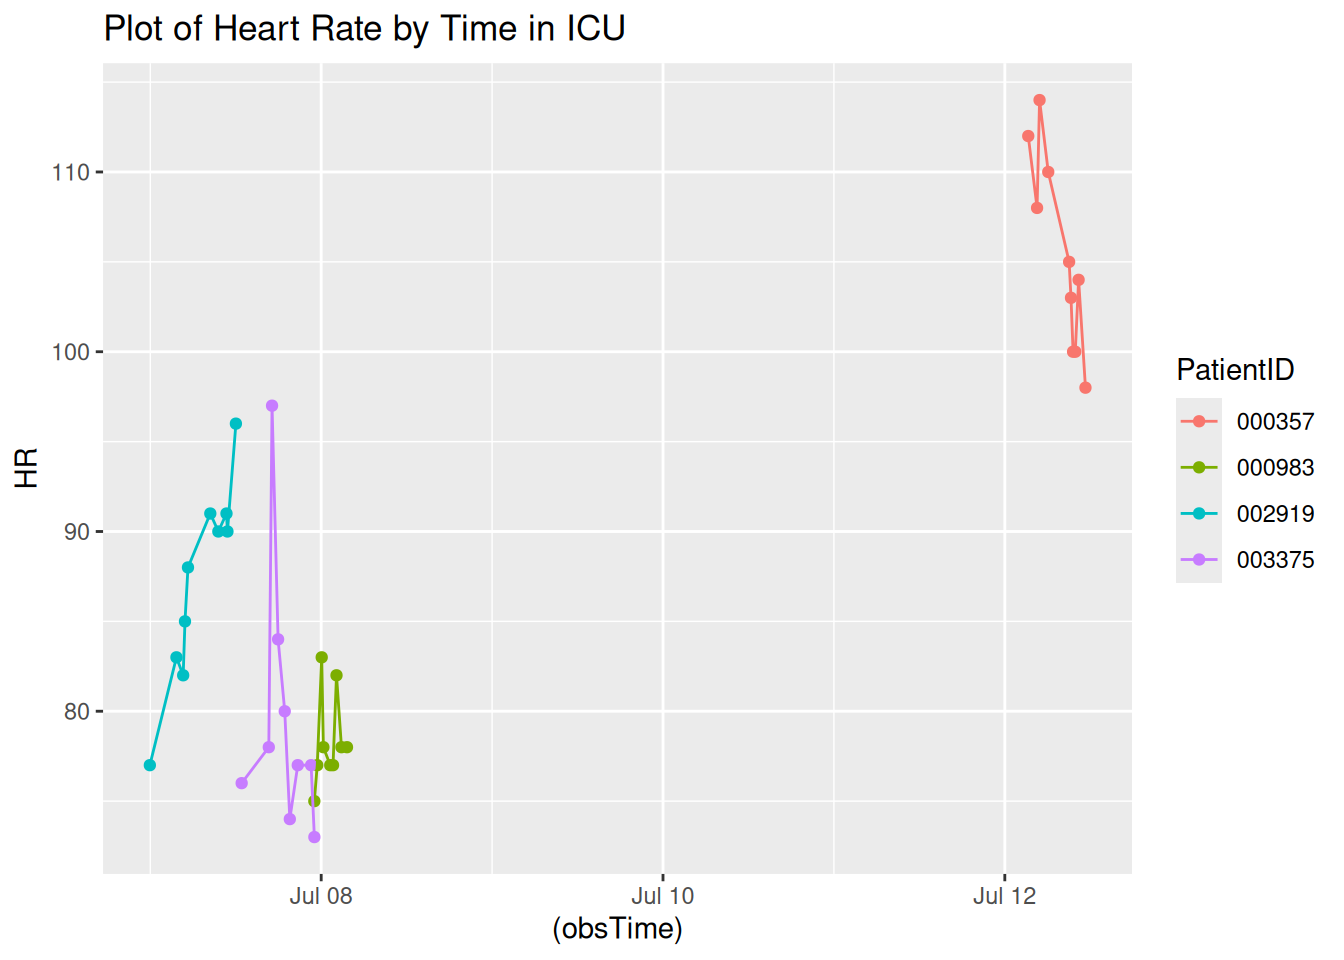 Plot of Heart Rate by Time in ICU
110
100
90
80
HR
Jul 08
Jul 10
Jul 12
(obsTime)
PatientID
000357
000983
002919
003375